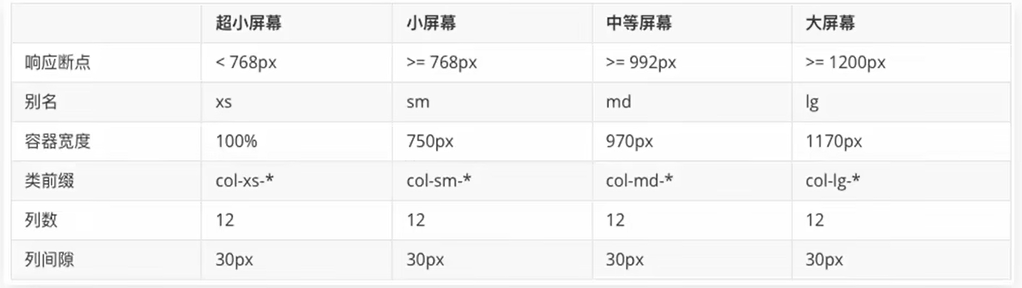 超小屏幕 小屏幕 中等屏幕 大屏幕
响应断点 < 768px >= 768px >= 992px >= 1200px
别名 xs sm md lg
容器宽度 100% 750px 970px 1170px
类前缀 col-xs-* col-sm-* col-md-* col-lg-*
列数 12 12 12 12
列间隙 30px 30px 30px 30px